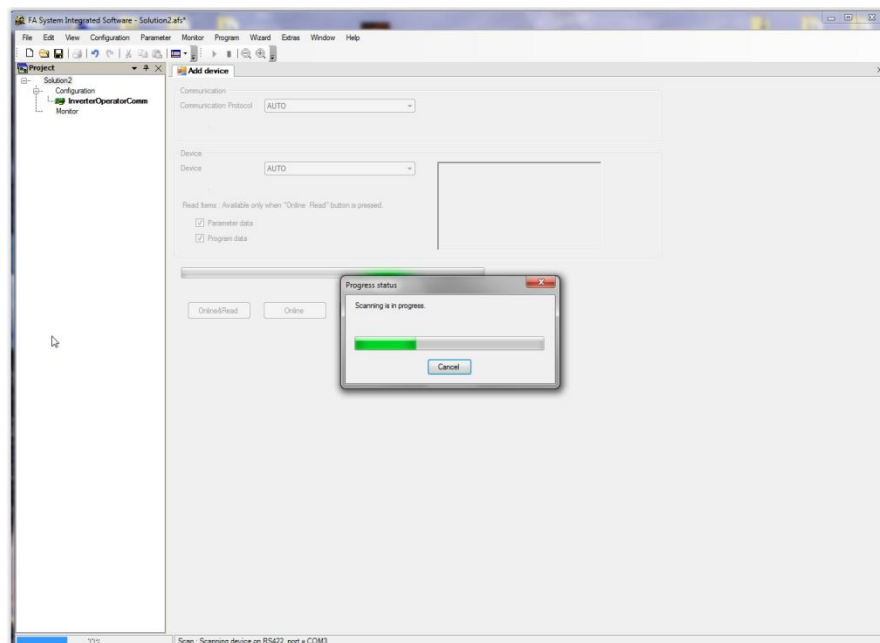 FA System Integrated Software - Solution2.afs*
File Edit View Configuration Parameter Monitor Program Wizard Extras Window Help
Project
Add device
Solution2
Configuration
InverterOperatorComm
Monitor
Communication
Communication Protocol AUTO
Device
Device AUTO
Read Items : Available only when "Online Read" button is pressed.
Parameter data
Program data
Progress status
Scanning is in progress.
Online&Read Online
Cancel
Scan : Scanning device on RS422, port = COM3